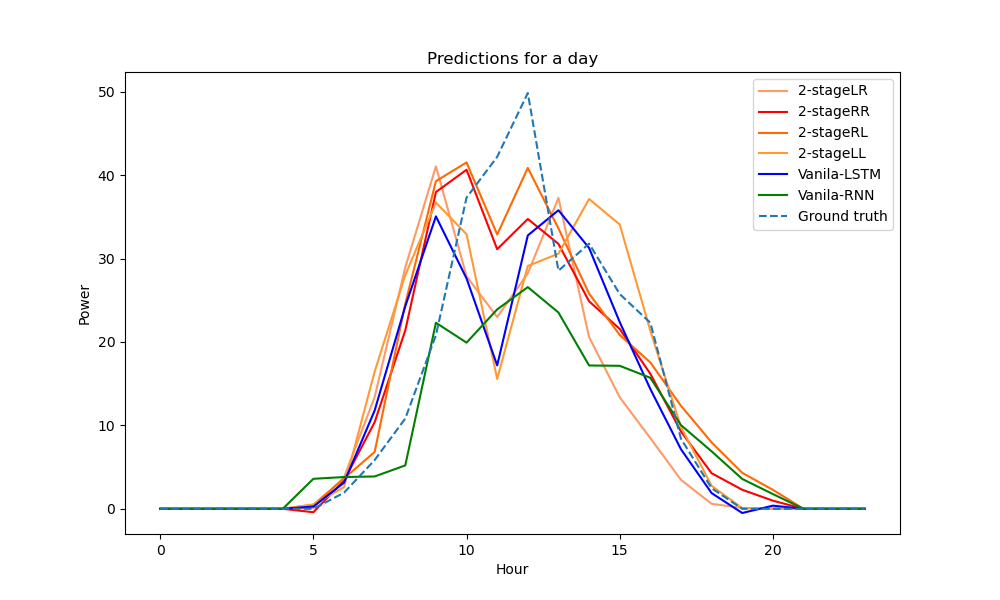 Predictions for a day
50
40
30
20
10
0
Power
0 5 10 15 20
Hour
2-stageLR
2-stageRR
2-stageRL
2-stageLL
Vanila-LSTM
Vanila-RNN
Ground truth